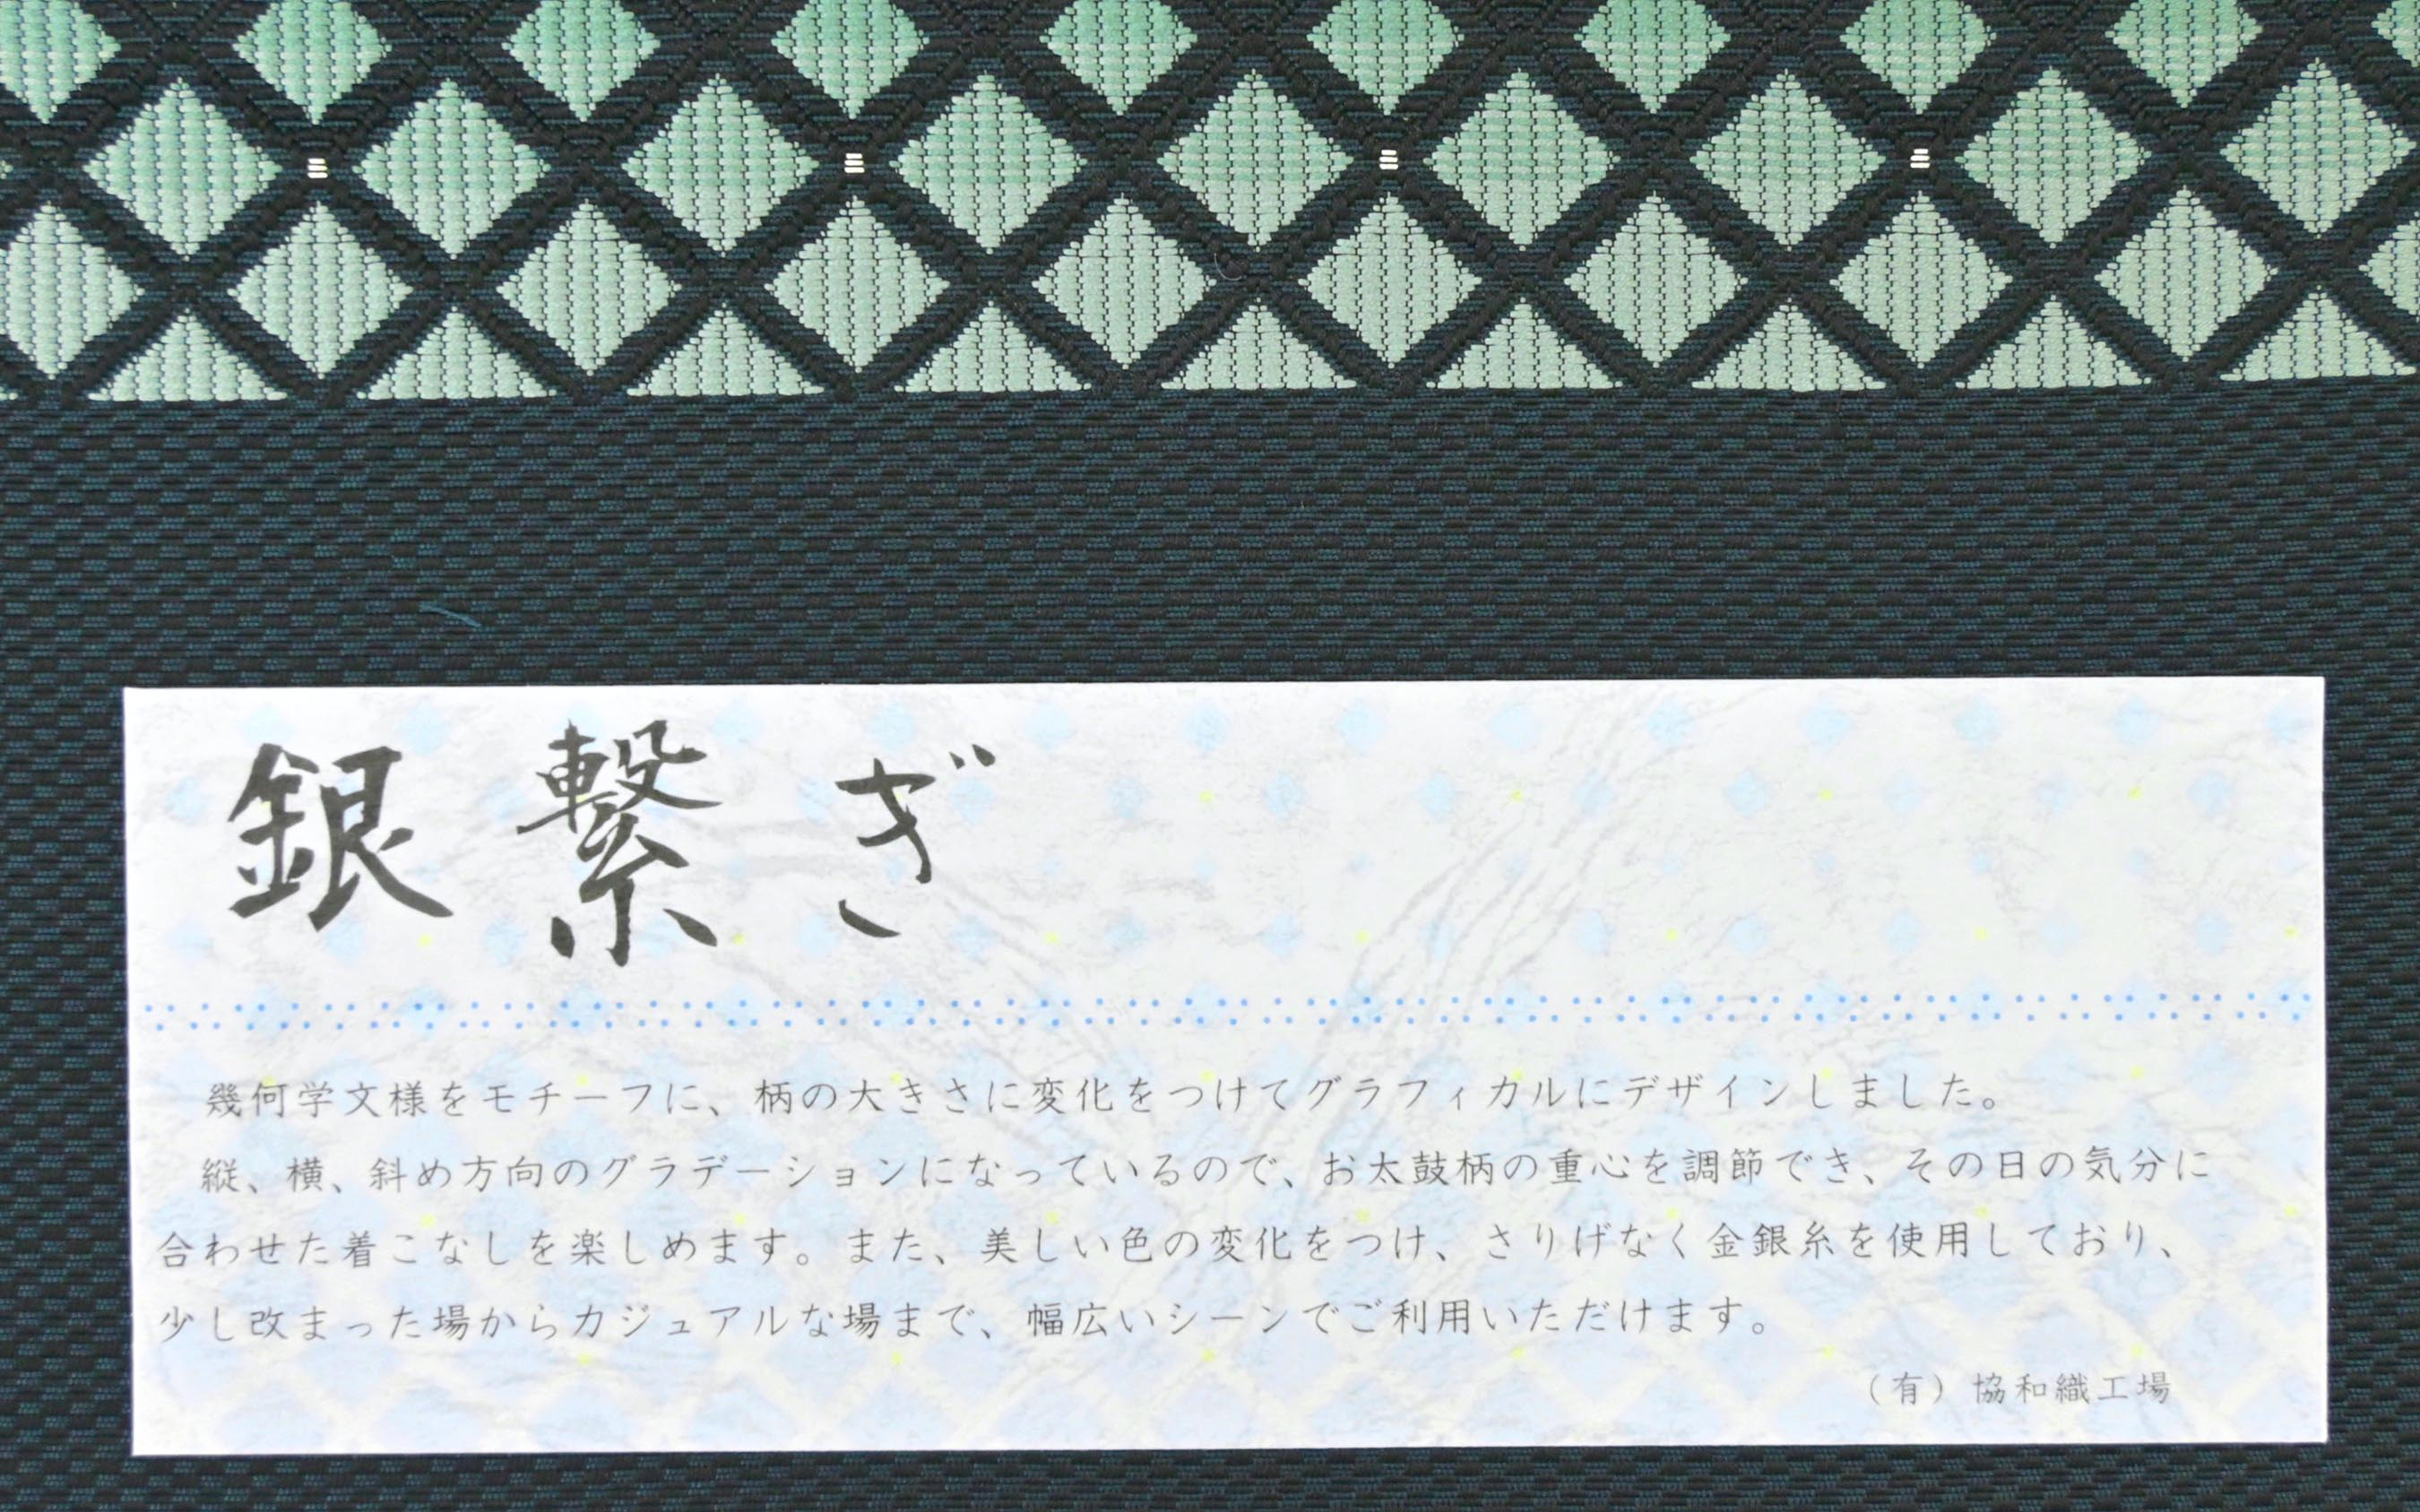 銀繋ぎ
幾何学文様をモチーフに、柄の大きさに変化をつけてグラフィカルにデザインしました。
縦、横、斜め方向のグラデーションになっているので、お太鼓柄の重心を調節でき、その日の気分に
合わせた着こなしを楽しめます。また、美しい色の変化をつけ、さりげなく金銀糸を使用しており、
少し改まった場からカジュアルな場まで、幅広いシーンでご利用いただけます。
（有）協和織工場